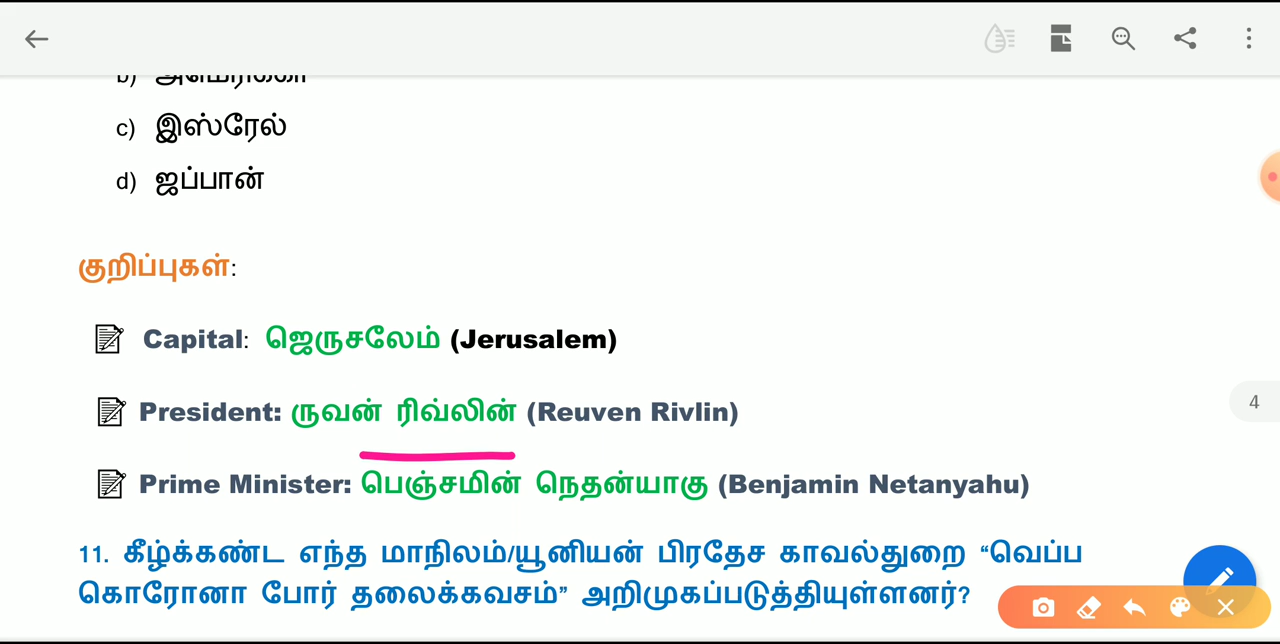 b) அமெரிக்கா
c) இஸ்ரேல்
d) ஜப்பான்
குறிப்புகள்:
Capital: ஜெருசலேம் (Jerusalem)
President: ருவன் ரிவ்லின் (Reuven Rivlin)
4
Prime Minister: பெஞ்சமின் நெதன்யாகு (Benjamin Netanyahu)
11. கீழ்க்கண்ட எந்த மாநிலம்/யூனியன் பிரதேச காவல்துறை “வெப்ப
கொரோனா போர் தலைக்கவசம்” அறிமுகப்படுத்தியுள்ளனர்?